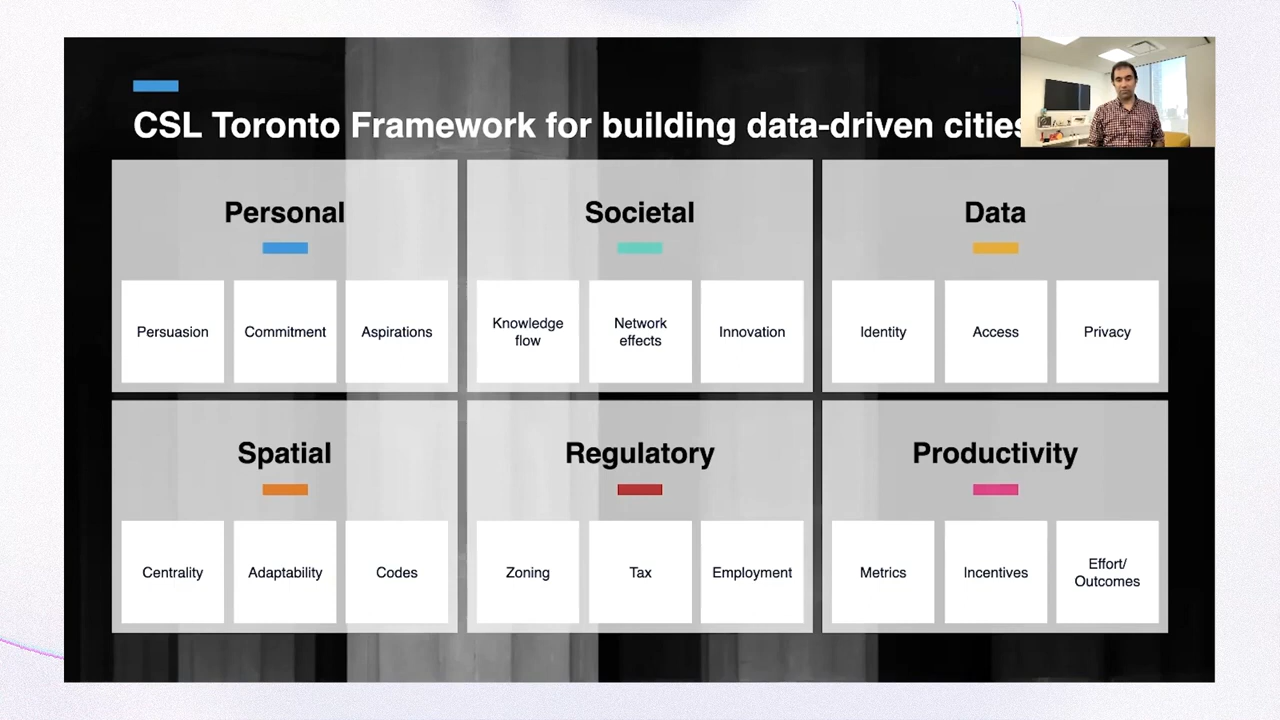 CSL Toronto Framework for building data-driven cities
Personal
Persuasion
Commitment
Aspirations
Societal
Knowledge
flow
Network
effects
Innovation
Data
Identity
Access
Privacy
Spatial
Centrality
Adaptability
Codes
Regulatory
Zoning
Tax
Employment
Productivity
Metrics
Incentives
Effort/
Outcomes